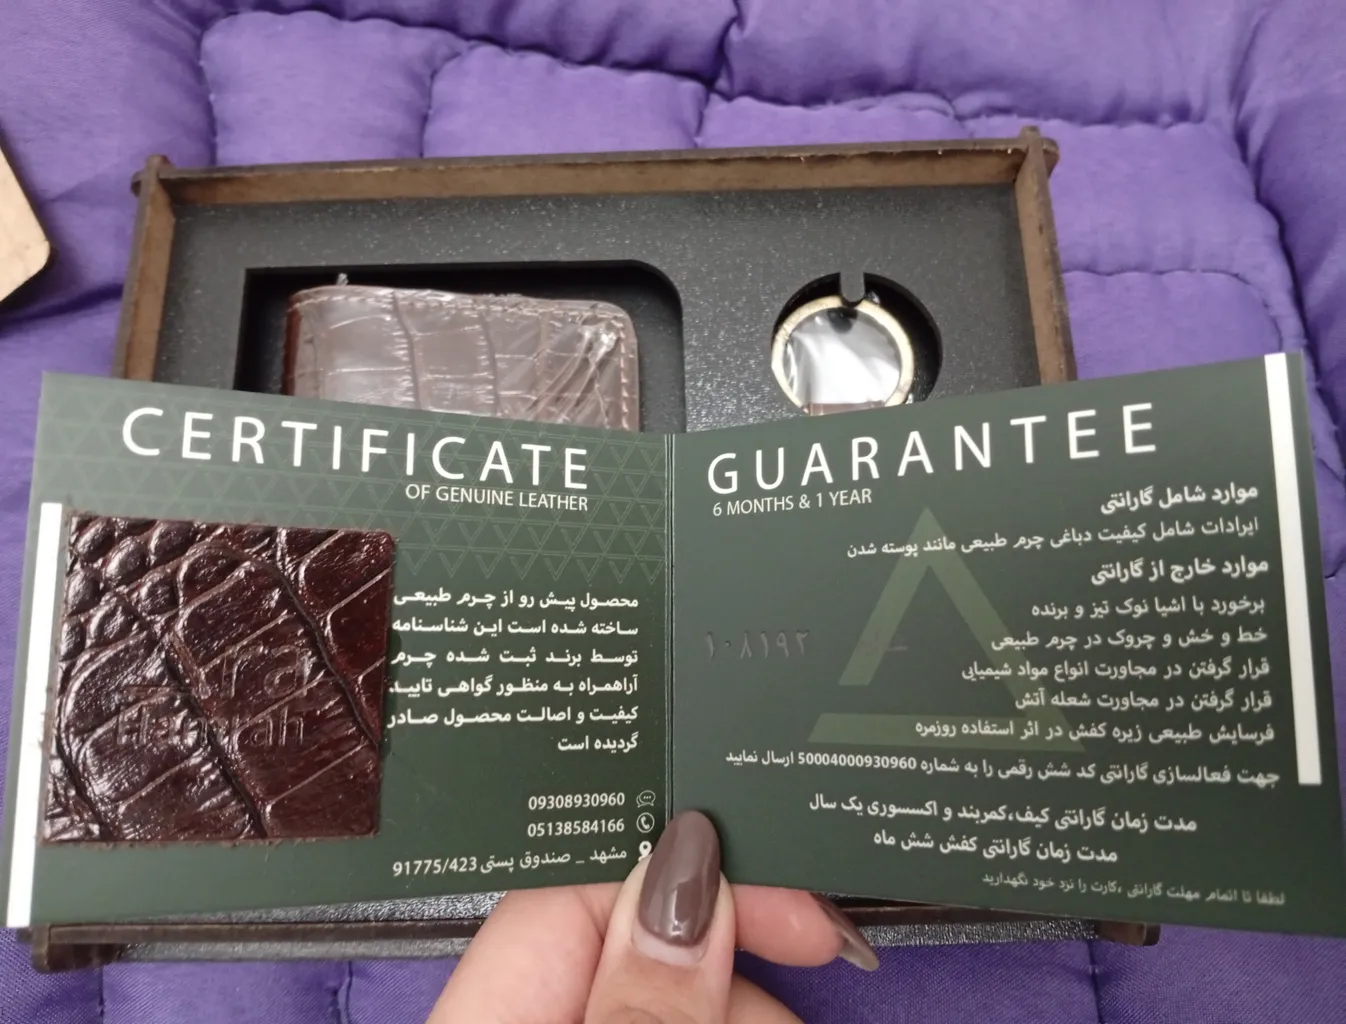 CERTIFICATE
OF GENUINE LEATHER
Ara
Hamrah
محصول پیش رو از چرم طبیعی
ساخته شده است این شناسنامه
توسط برند ثبت شده چرم
آراهمراه به منظور گواهی تایید
کیفیت و اصالت محصول صادر
گردیده است
09308930960
05138584166
مشهد _ صندوق پستی 91775/423
GUARANTEE
6 MONTHS & 1 YEAR
موارد شامل گارانتی
ایرادات شامل کیفیت دباغی چرم طبیعی مانند پوسته شدن
موارد خارج از گارانتی
برخورد با اشیا نوک تیز و برنده
خط و خش و چروک در چرم طبیعی
۱۰۸۱۹۲
قرار گرفتن در مجاورت انواع مواد شیمیایی
قرار گرفتن در مجاورت شعله آتش
فرسایش طبیعی زیره کفش در اثر استفاده روزمره
جهت فعالسازی گارانتی کد شش رقمی را به شماره 50004000930960 ارسال نمایید
مدت زمان گارانتی کیف،کمربند و اکسسوری یک سال
مدت زمان گارانتی کفش شش ماه
لطفا تا اتمام مهلت گارانتی ،کارت را نزد خود نگهدارید